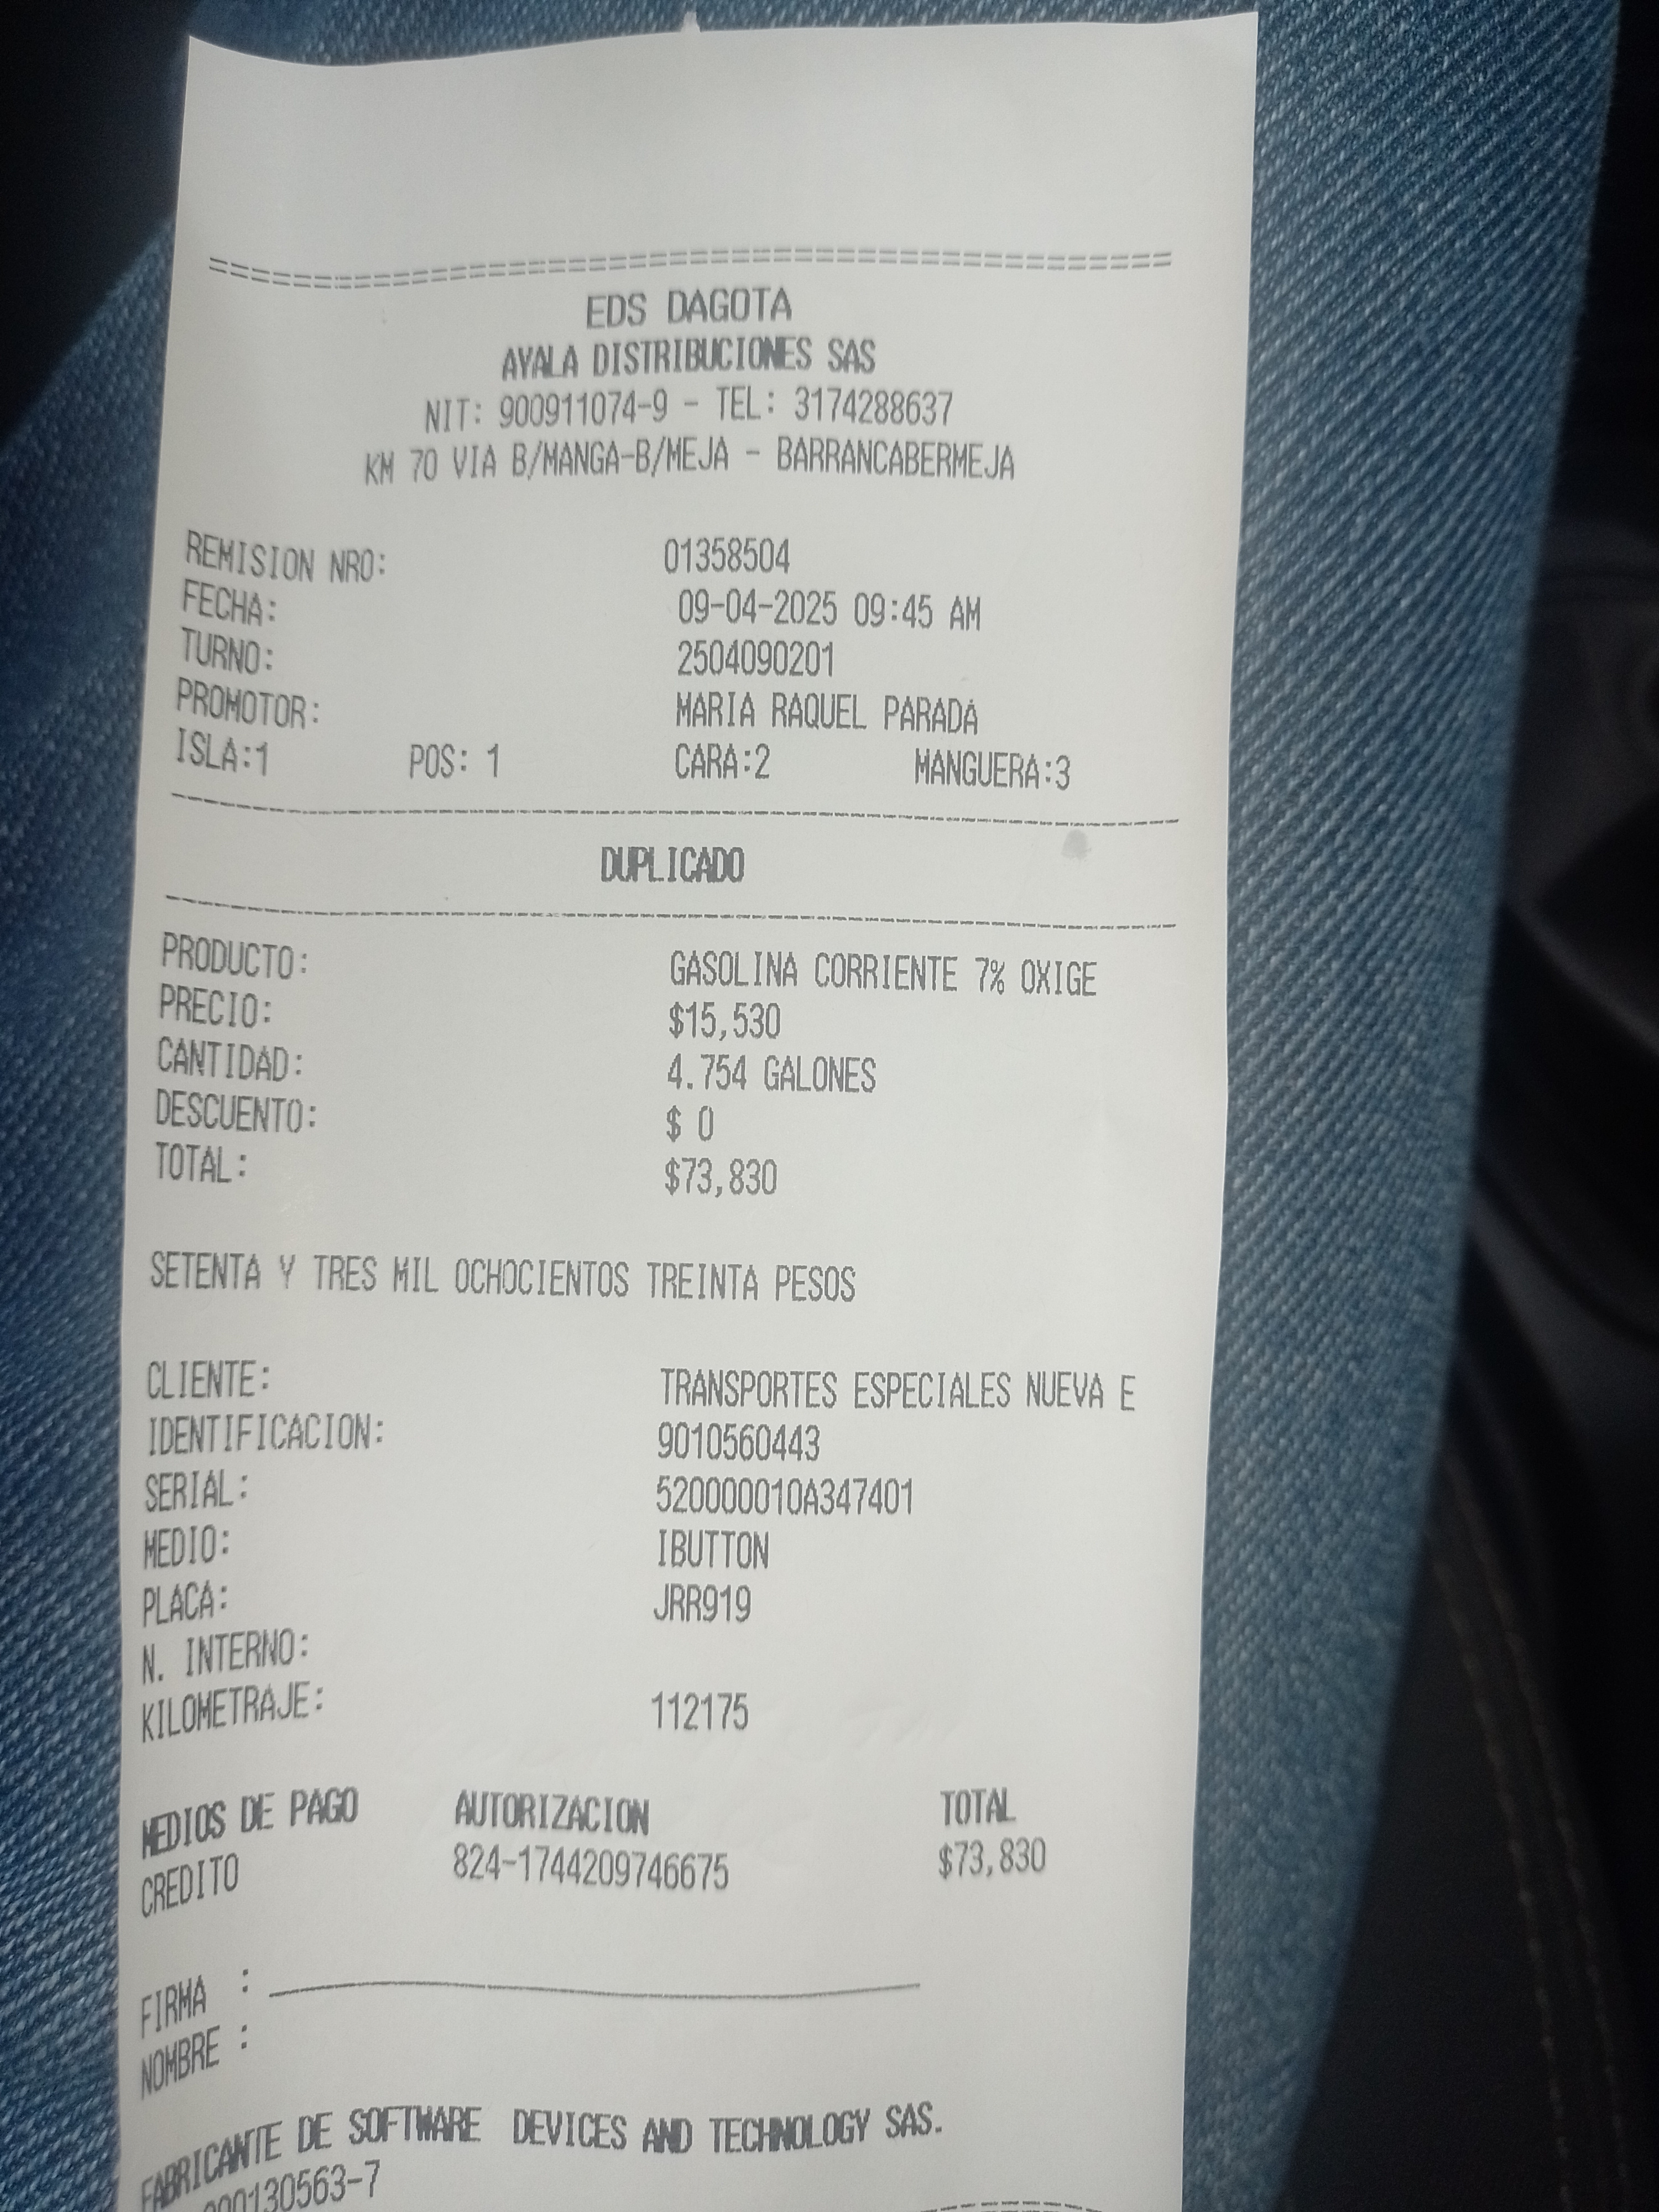 EDS DAGOTA
AYALA DISTRIBUCIONES SAS
NIT: 900911074-9 - TEL: 3174288637
KM 70 VIA B/MANGA-B/MEJA - BARRANCABERMEJA
REMISION NRO: 01358504
FECHA: 09-04-2025 09:45 AM
TURNO: 2504090201
PROMOTOR: MARIA RAQUEL PARADA
ISLA:1 POS: 1 CARA:2 MANGUERA:3
DUPLICADO
PRODUCTO: GASOLINA CORRIENTE 7% OXIGE
PRECIO: $15,530
CANTIDAD: 4.754 GALONES
DESCUENTO: $ 0
TOTAL: $73,830
SETENTA Y TRES MIL OCHOCIENTOS TREINTA PESOS
CLIENTE: TRANSPORTES ESPECIALES NUEVA E
IDENTIFICACION: 9010560443
SERIAL: 520000010A347401
MEDIO: IBUTTON
PLACA: JRR919
N. INTERNO:
KILOMETRAJE: 112175
MEDIOS DE PAGO AUTORIZACION TOTAL
CREDITO 824-1744209746675 $73,830
FIRMA :
NOMBRE :
FABRICANTE DE SOFTWARE DEVICES AND TECHNOLOGY SAS.